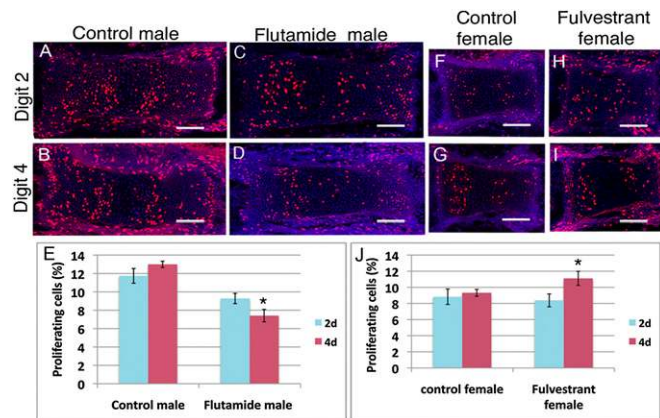 Control male
Flutamide male
Control female
Fulvestrant female
Digit 2
A
C
F
H
Digit 4
B
D
G
I
E
Proliferating cells (%)
14
12
10
8
6
4
2
0
*
2d
4d
Control male
Flutamide male
J
Proliferating cells (%)
14
12
10
8
6
4
2
0
*
2d
4d
control female
Fulvestrant female